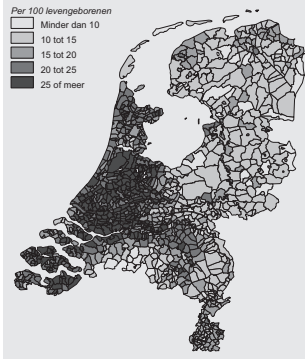 Per 100 levengeborenen
Minder dan 10
10 tot 15
15 tot 20
20 tot 25
25 of meer